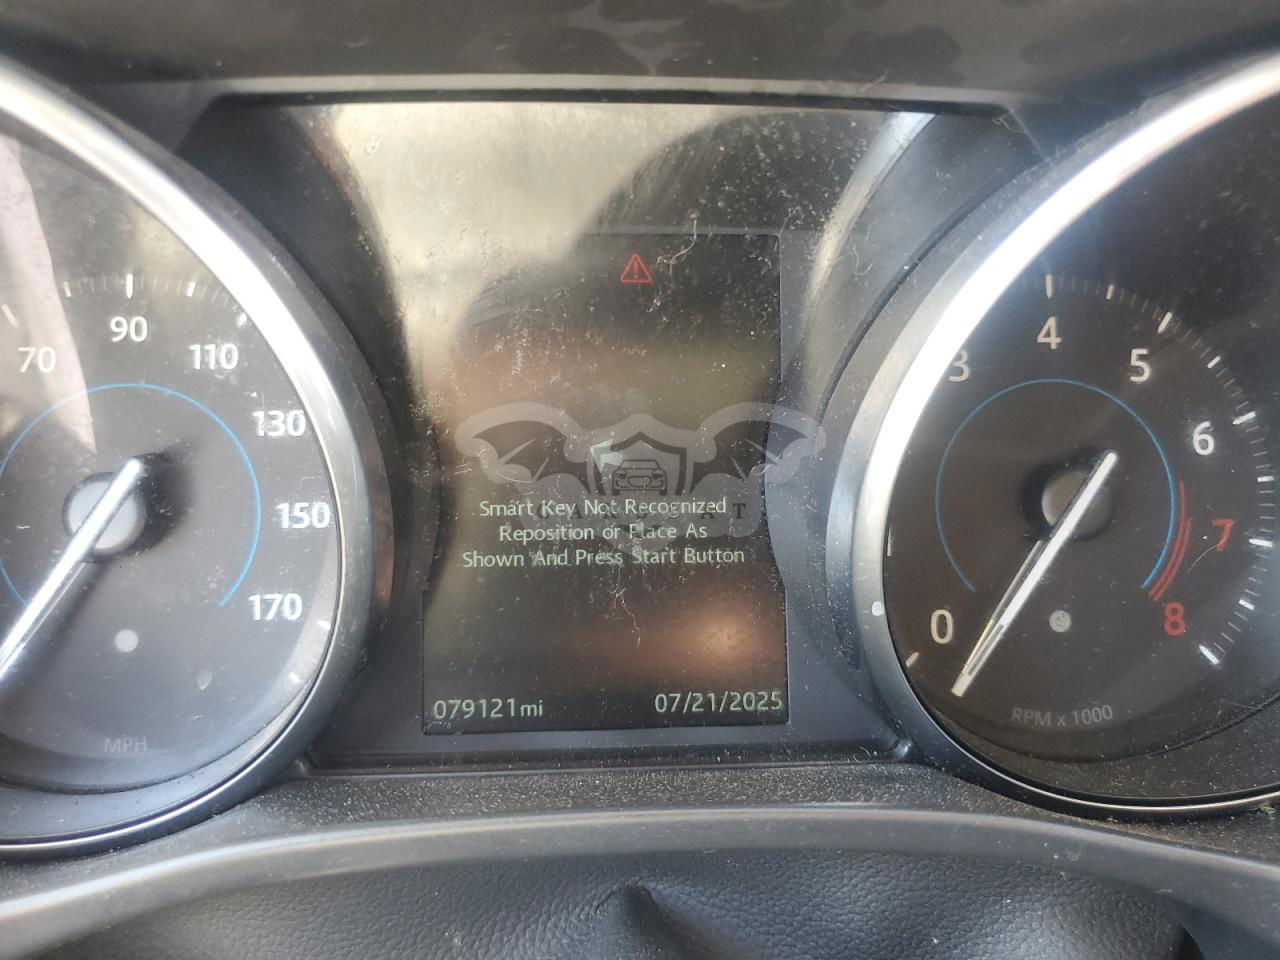 70
90
110
130
150
170
MPH
Smart Key Not Recognized
Reposition or Place As
Shown And Press Start Button
079121mi
07/21/2025
0
3
4
5
6
7
8
RPM x 1000